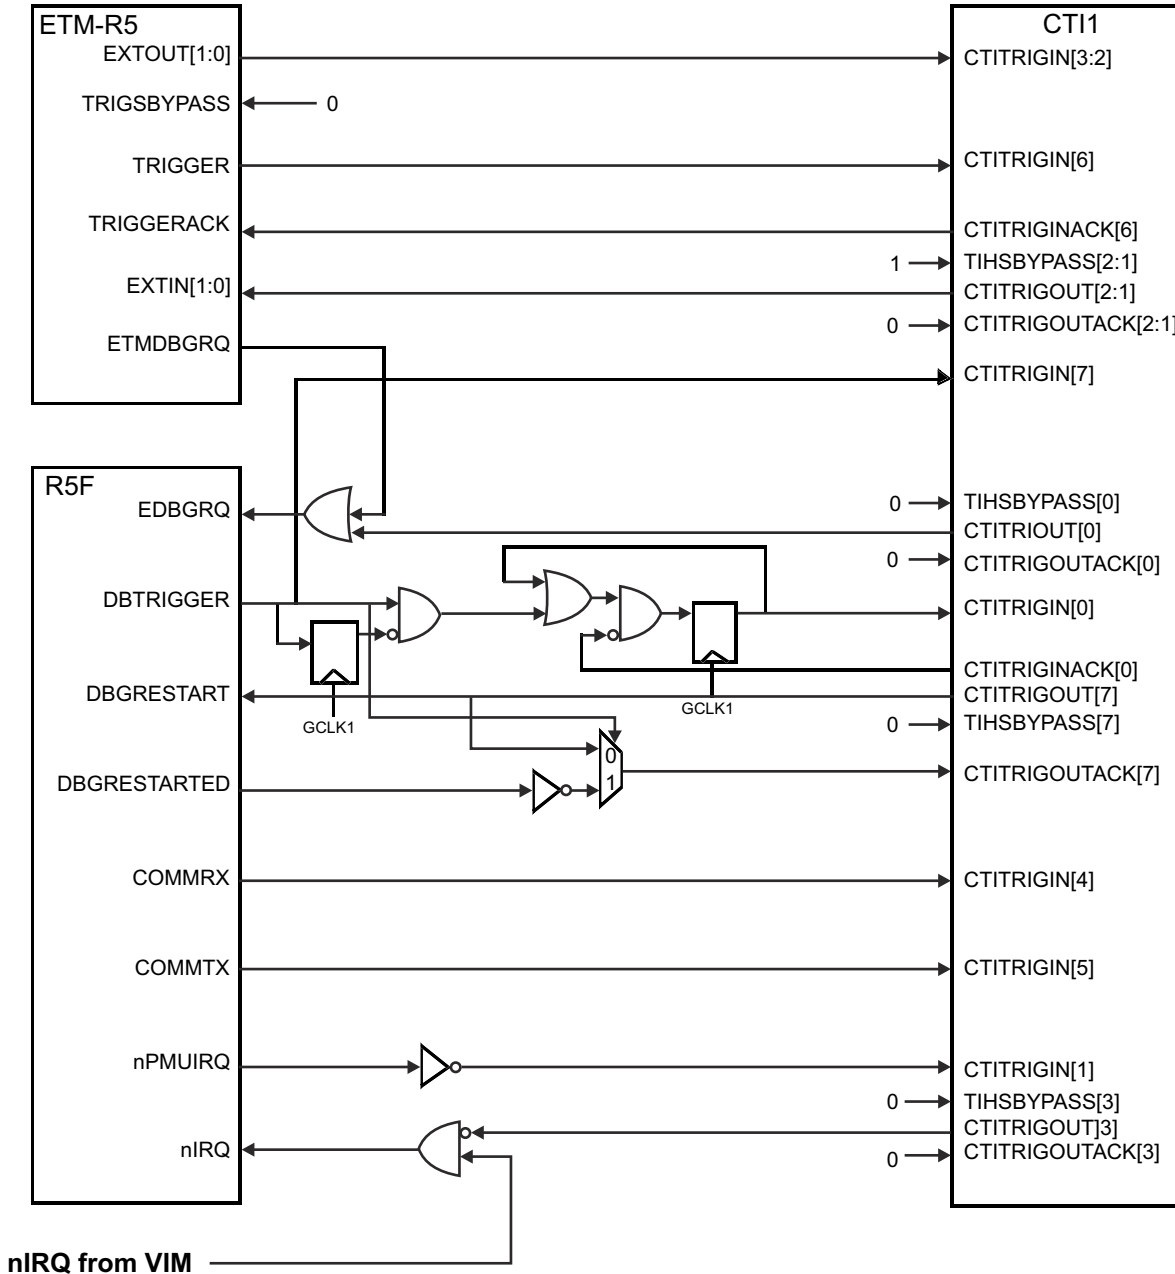 ETM-R5
CTI1
EXTOUT[1:0]
CTITRIGIN[3:2]
TRIGSBYPASS
0
TRIGGER
CTITRIGIN[6]
TRIGGERACK
CTITRIGINACK[6]
1
TIHSBYPASS[2:1]
EXTIN[1:0]
CTITRIGOUT[2:1]
0
CTITRIGOUTACK[2:1]
ETMDBGRQ
CTITRIGIN[7]
R5F
EDBGRQ
0
TIHSBYPASS[0]
CTITRIOUT[0]
0
CTITRIGOUTACK[0]
DBTRIGGER
CTITRIGIN[0]
CTITRIGINACK[0]
DBGRESTART
CTITRIGOUT[7]
GCLK1
GCLK1
0
TIHSBYPASS[7]
0
1
DBGRESTARTED
CTITRIGOUTACK[7]
COMMRX
CTITRIGIN[4]
COMMTX
CTITRIGIN[5]
nPMUIRQ
CTITRIGIN[1]
0
TIHSBYPASS[3]
CTITRIGOUT]3]
nIRQ
0
CTITRIGOUTACK[3]
nIRQ from VIM